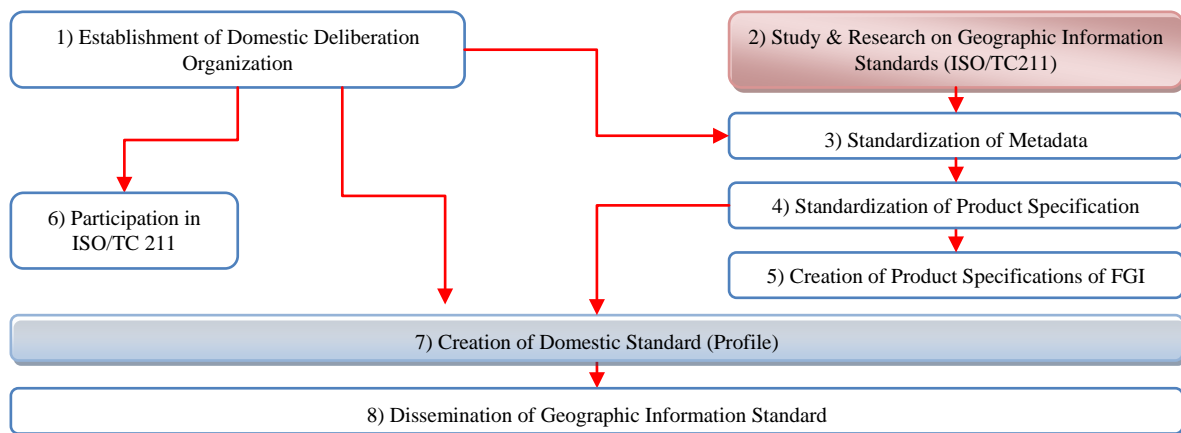 1) Establishment of Domestic Deliberation
Organization
2) Study & Research on Geographic Information
Standards (ISO/TC211)
3) Standardization of Metadata
6) Participation in
ISO/TC 211
4) Standardization of Product Specification
5) Creation of Product Specifications of FGI
7) Creation of Domestic Standard (Profile)
8) Dissemination of Geographic Information Standard